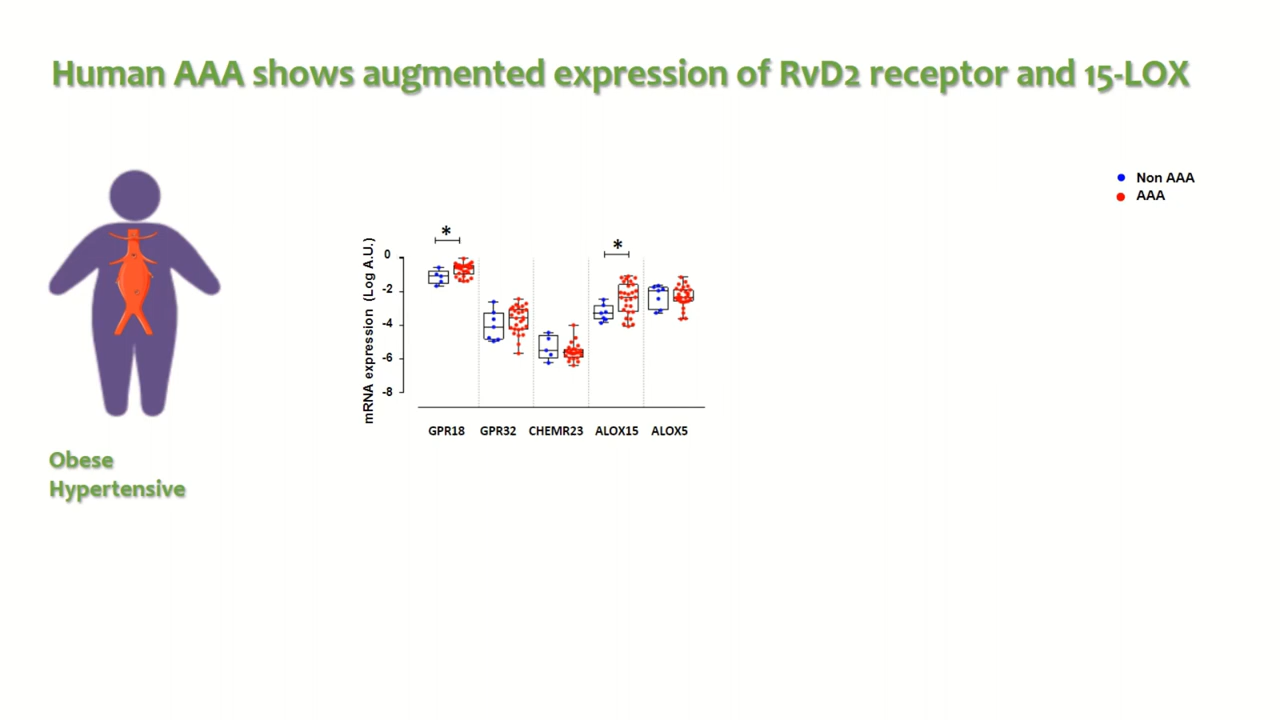 Human AAA shows augmented expression of RvD2 receptor and 15-LOX
Non AAA
AAA
*
*
mRNA expression (Log A.U.)
0
-2
-4
-6
-8
GPR18 GPR32 CHEMR23 ALOX15 ALOX5
Obese
Hypertensive